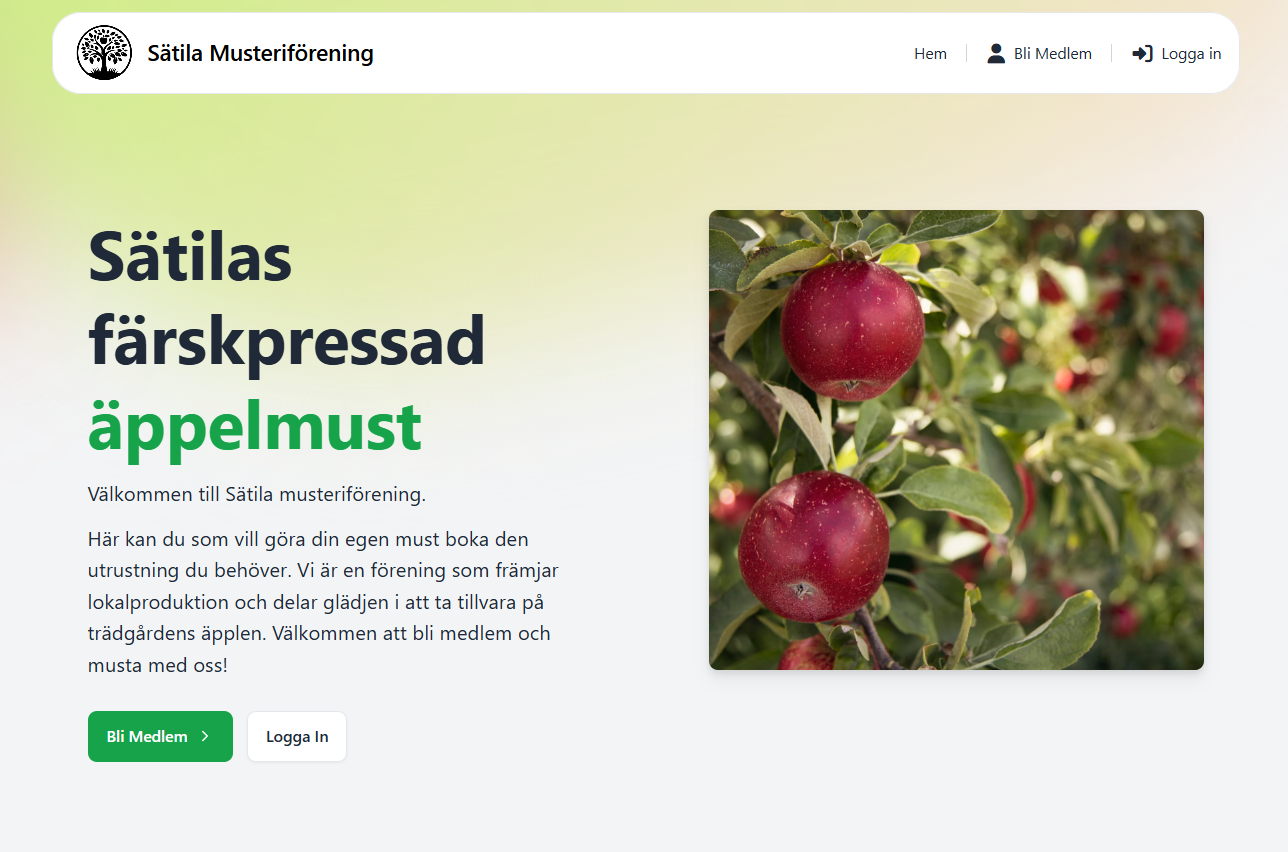 Sätila Musteriförening
Hem
Bli Medlem
Logga in
Sätilas
färskpressad
äppelmust
Välkommen till Sätila musteriförening.
Här kan du som vill göra din egen must boka den
utrustning du behöver. Vi är en förening som främjar
lokalproduktion och delar glädjen i att ta tillvara på
trädgårdens äpplen. Välkommen att bli medlem och
musta med oss!
Bli Medlem
Logga In